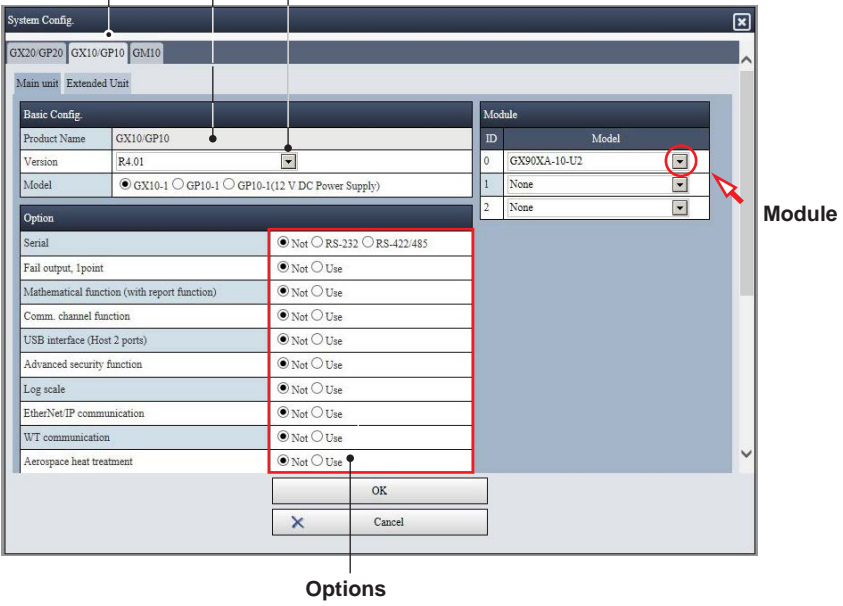 System Config.
GX20/GP20 GX10/GP10 GM10
Main unit Extended Unit
Basic Config.
Product Name GX10/GP10
Version R4.01
Model GX10-1 GP10-1 GP10-1(12 V DC Power Supply)
Option
Serial Not RS-232 RS-422/485
Fail output, 1point Not Use
Mathematical function (with report function) Not Use
Comm. channel function Not Use
USB interface (Host 2 ports) Not Use
Advanced security function Not Use
Log scale Not Use
EtherNet/IP communication Not Use
WT communication Not Use
Aerospace heat treatment Not Use
Module
ID Model
0 GX90XA-10-U2
1 None
2 None
Module
OK
Cancel
Options